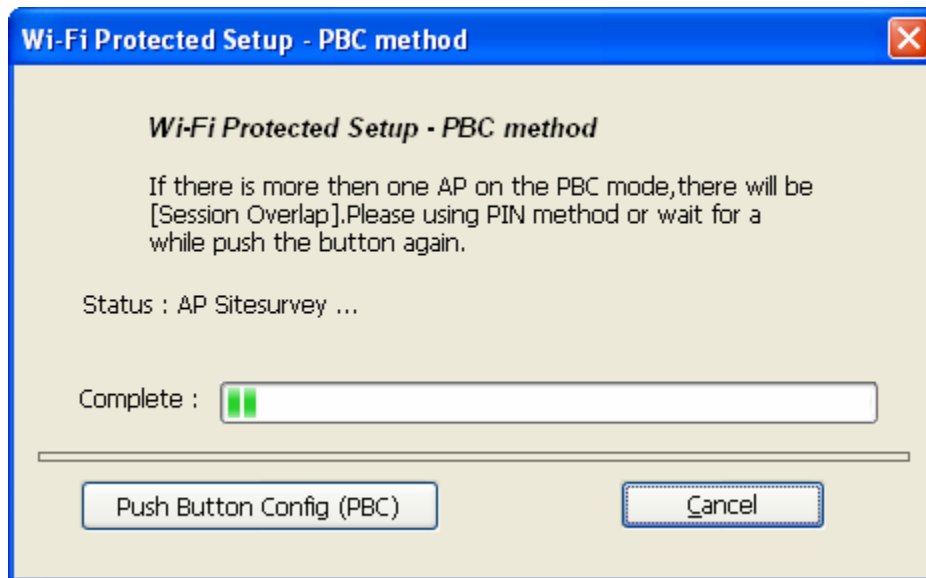 Wi-Fi Protected Setup - PBC method
Wi-Fi Protected Setup - PBC method
If there is more then one AP on the PBC mode,there will be
[Session Overlap].Please using PIN method or wait for a
while push the button again.
Status : AP Sitesurvey ...
Complete :
Push Button Config (PBC)
Cancel